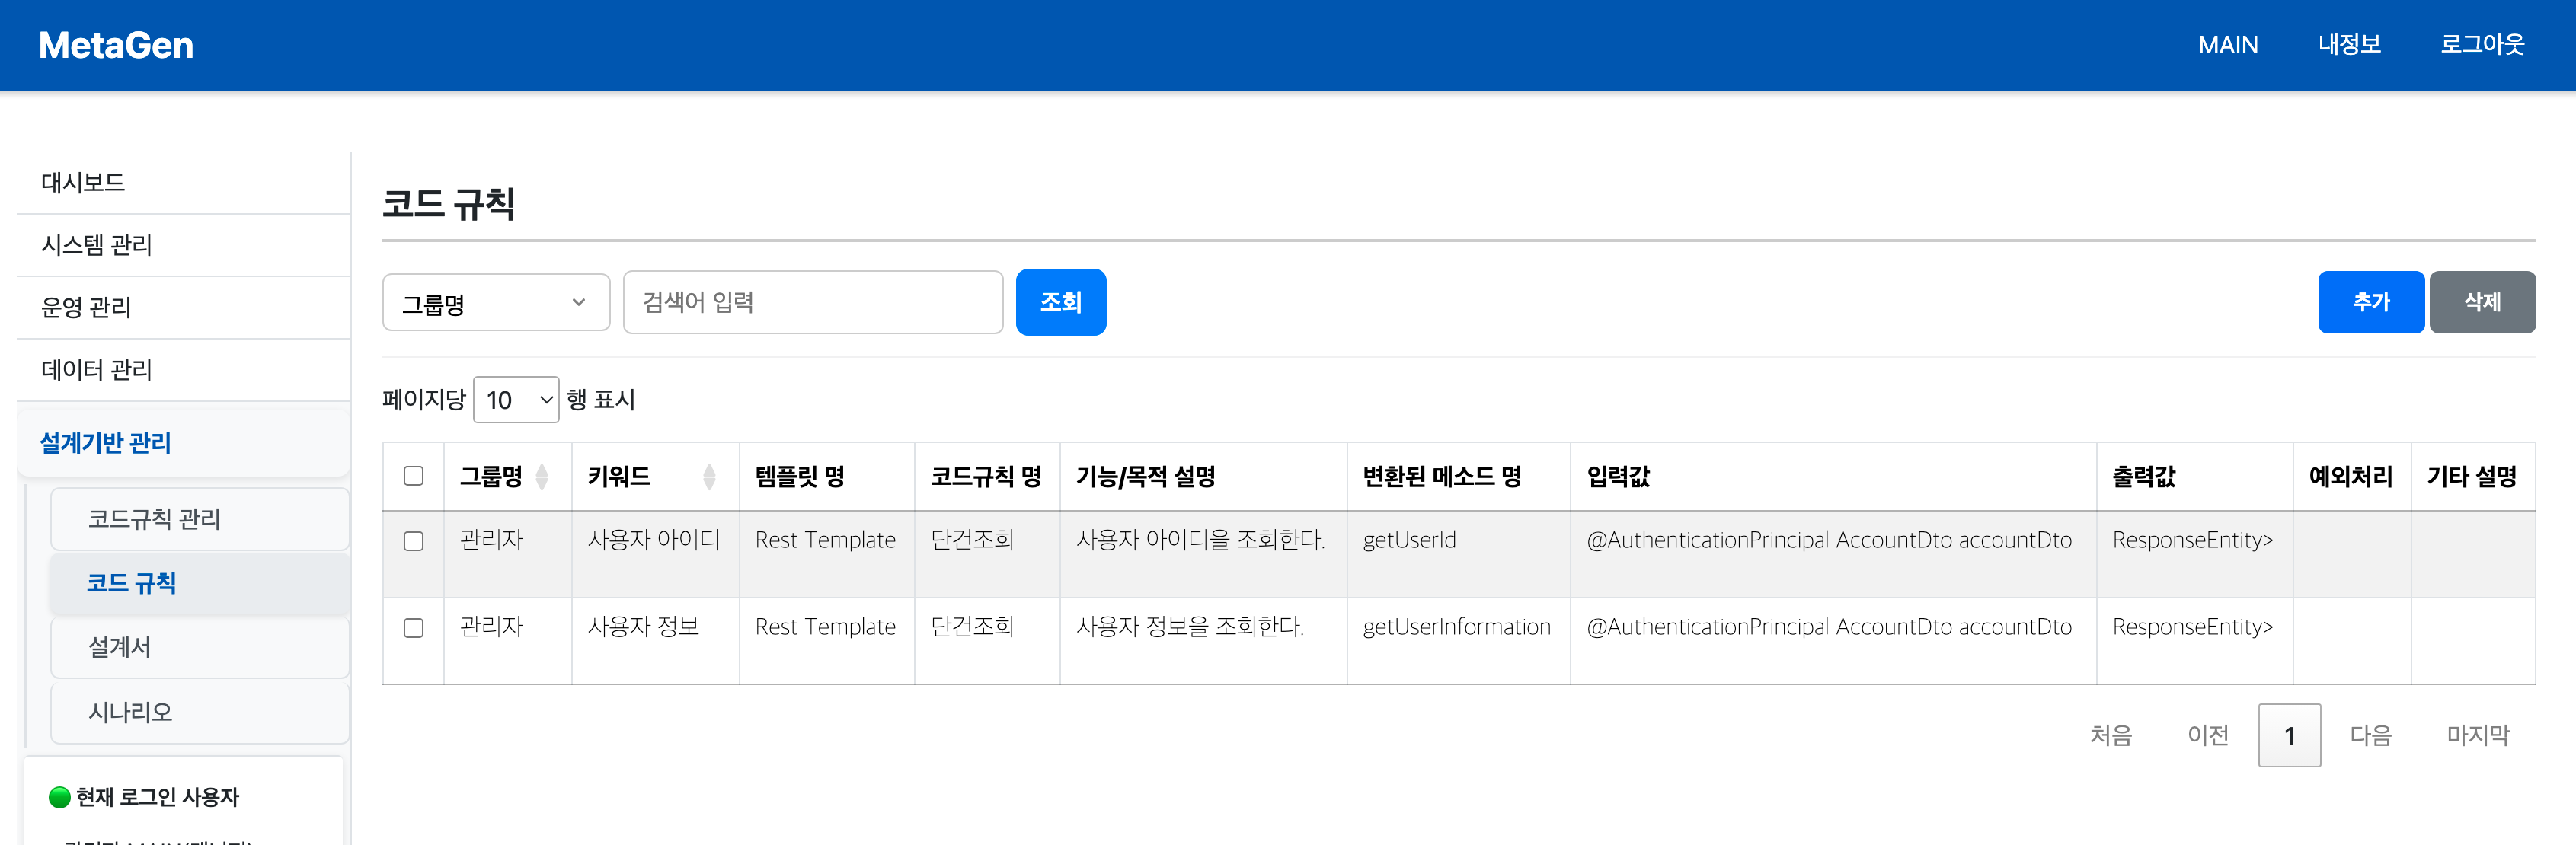 MetaGen
MAIN 내정보 로그아웃
대시보드
시스템 관리
운영 관리
데이터 관리
설계기반 관리
코드규칙 관리
코드 규칙
설계서
시나리오
현재 로그인 사용자
코드 규칙
그룹명 검색어 입력 조회 추가 삭제
페이지당 10 행 표시
그룹명 키워드 템플릿 명 코드규칙 명 기능/목적 설명 변환된 메소드 명 입력값 출력값 예외처리 기타 설명
관리자 사용자 아이디 Rest Template 단건조회 사용자 아이디을 조회한다. getUserId @AuthenticationPrincipal AccountDto accountDto ResponseEntity>
관리자 사용자 정보 Rest Template 단건조회 사용자 정보을 조회한다. getUserInformation @AuthenticationPrincipal AccountDto accountDto ResponseEntity>
처음 이전 1 다음 마지막